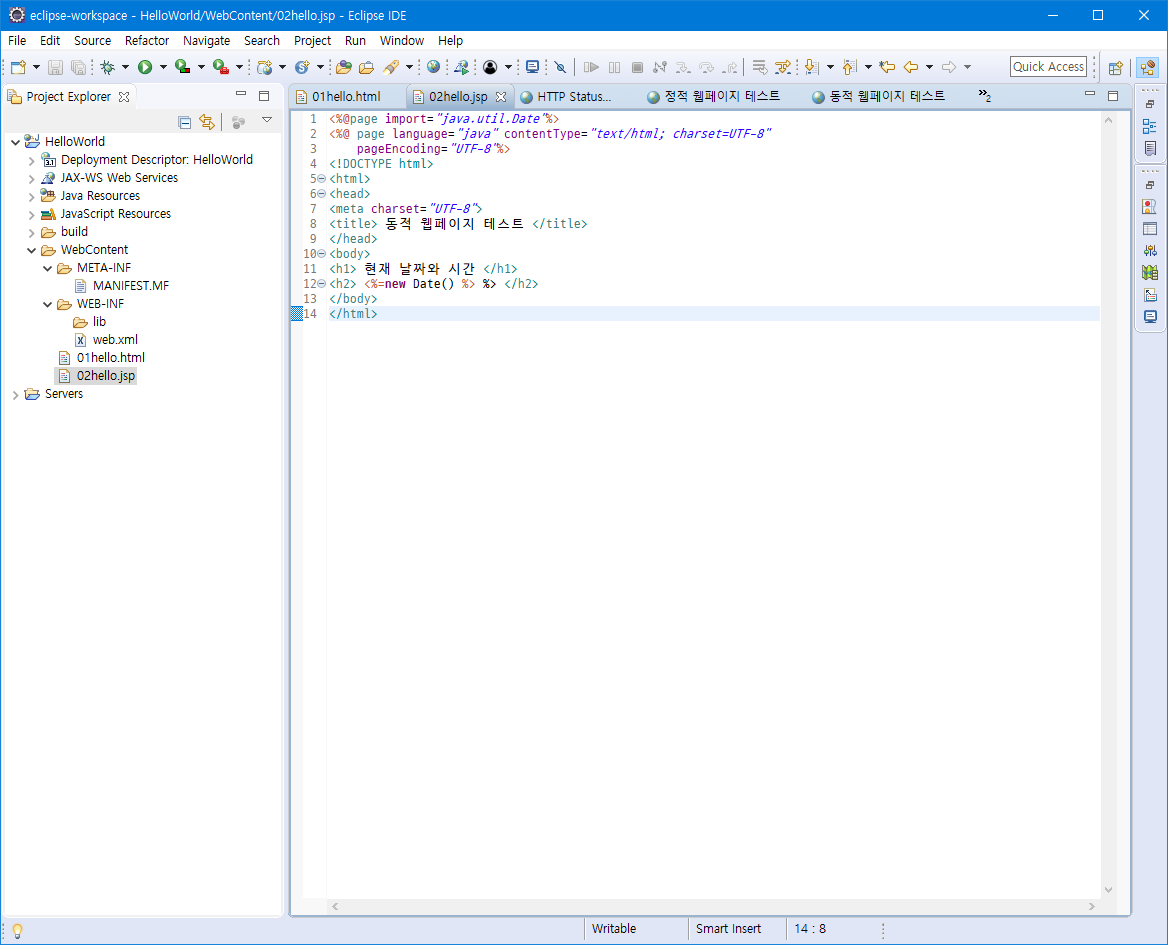 eclipse-workspace - HelloWorld/WebContent/02hello.jsp - Eclipse IDE
File Edit Source Refactor Navigate Search Project Run Window Help
Quick Access
Project Explorer
HelloWorld
3.1 Deployment Descriptor: HelloWorld
JAX-WS Web Services
Java Resources
JavaScript Resources
build
WebContent
META-INF
MANIFEST.MF
WEB-INF
lib
web.xml
01hello.html
02hello.jsp
Servers
01hello.html 02hello.jsp HTTP Status... 정적 웹페이지 테스트 동적 웹페이지 테스트 »2
1 <%@page import="java.util.Date"%>
2 <%@ page language="java" contentType="text/html; charset=UTF-8"
3 pageEncoding="UTF-8"%>
4 <!DOCTYPE html>
5 <html>
6 <head>
7 <meta charset="UTF-8">
8 <title> 동적 웹페이지 테스트 </title>
9 </head>
10 <body>
11 <h1> 현재 날짜와 시간 </h1>
12 <h2> <%=new Date() %> %> </h2>
13 </body>
14 </html>
Writable Smart Insert 14 : 8